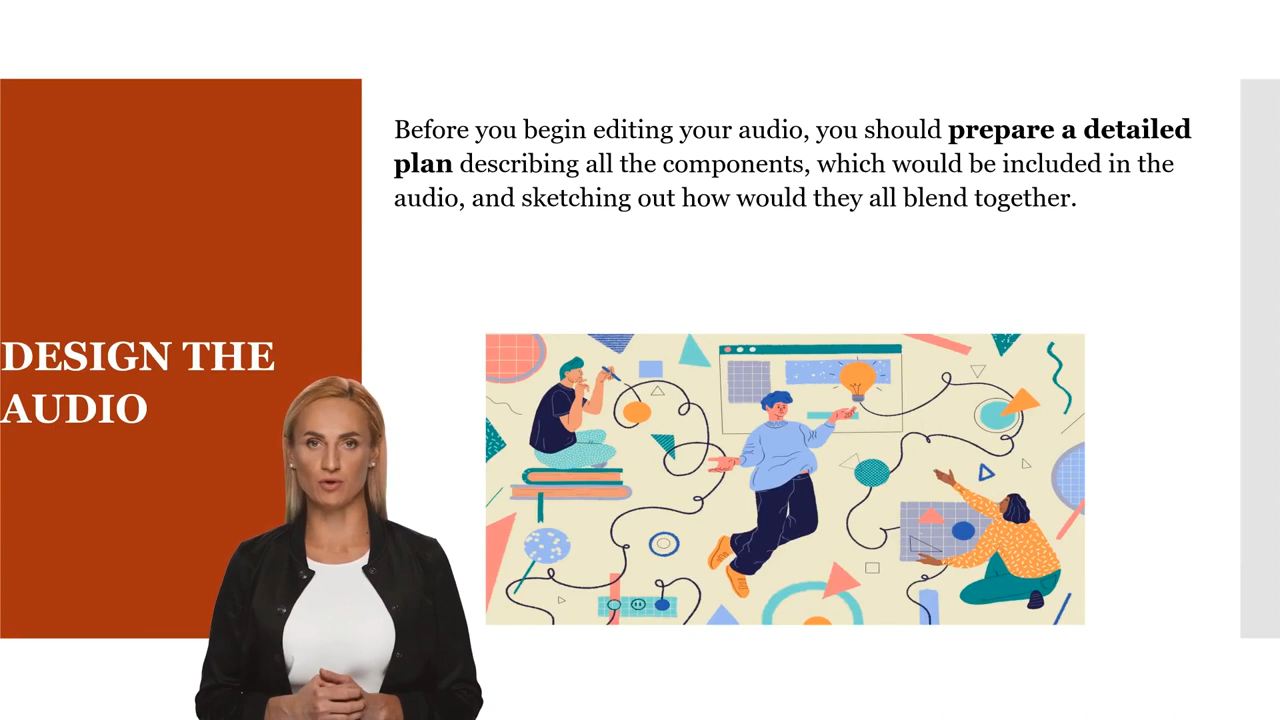 DESIGN THE
AUDIO
Before you begin editing your audio, you should prepare a detailed
plan describing all the components, which would be included in the
audio, and sketching out how would they all blend together.